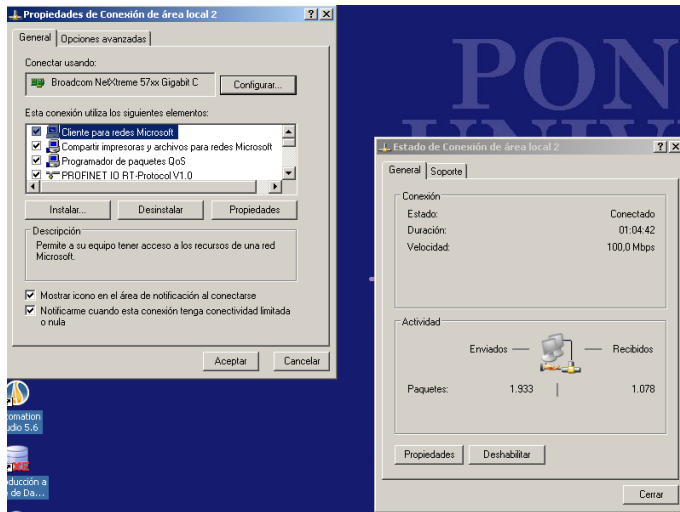 Propiedades de Conexión de área local 2
General
Opciones avanzadas
Conectar usando:
Broadcom NetXtreme 57xx Gigabit C
Configurar...
Esta conexión utiliza los siguientes elementos:
Cliente para redes Microsoft
Compartir impresoras y archivos para redes Microsoft
Programador de paquetes QoS
PROFINET IO RT-Protocol V1.0
Instalar...
Desinstalar
Propiedades
Descripción
Permite a su equipo tener acceso a los recursos de una red
Microsoft.
Mostrar icono en el área de notificación al conectarse
Notificarme cuando esta conexión tenga conectividad limitada
o nula
Aceptar
Cancelar
PON
UNIV
Estado de Conexión de área local 2
General
Soporte
Conexión
Estado: Conectado
Duración: 01:04:42
Velocidad: 100,0 Mbps
Actividad
Enviados — — Recibidos
Paquetes: 1.933 | 1.078
Propiedades
Deshabilitar
Cerrar
tomation
udio 5.6
ducción a
e de Da...